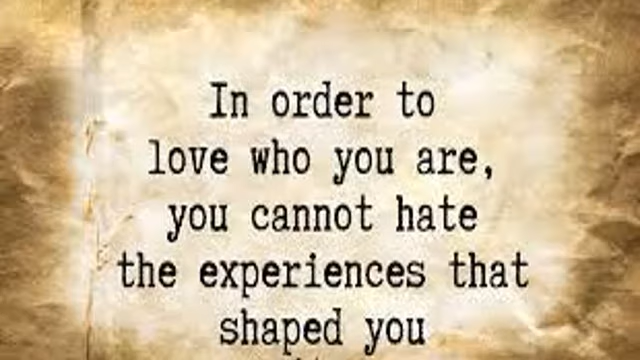 In order to
love who you are,
you cannot hate
the experiences that
shaped you